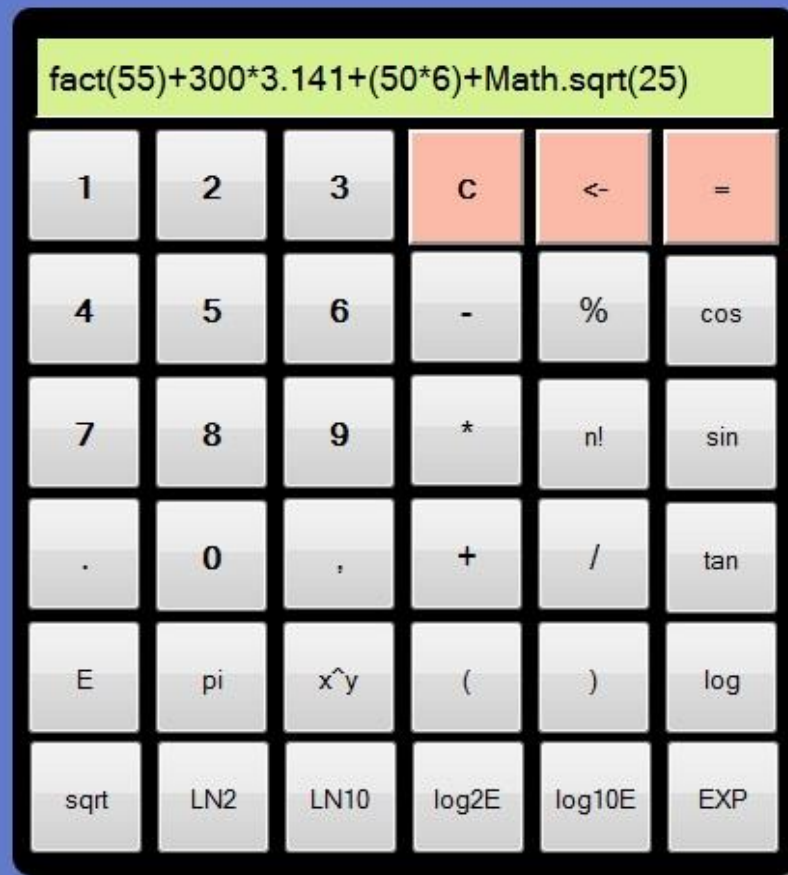 fact(55)+300*3.141+(50*6)+Math.sqrt(25)
1 2 3 C <- =
4 5 6 - % cos
7 8 9 * n! sin
. 0 , + / tan
E pi x^y ( ) log
sqrt LN2 LN10 log2E log10E EXP